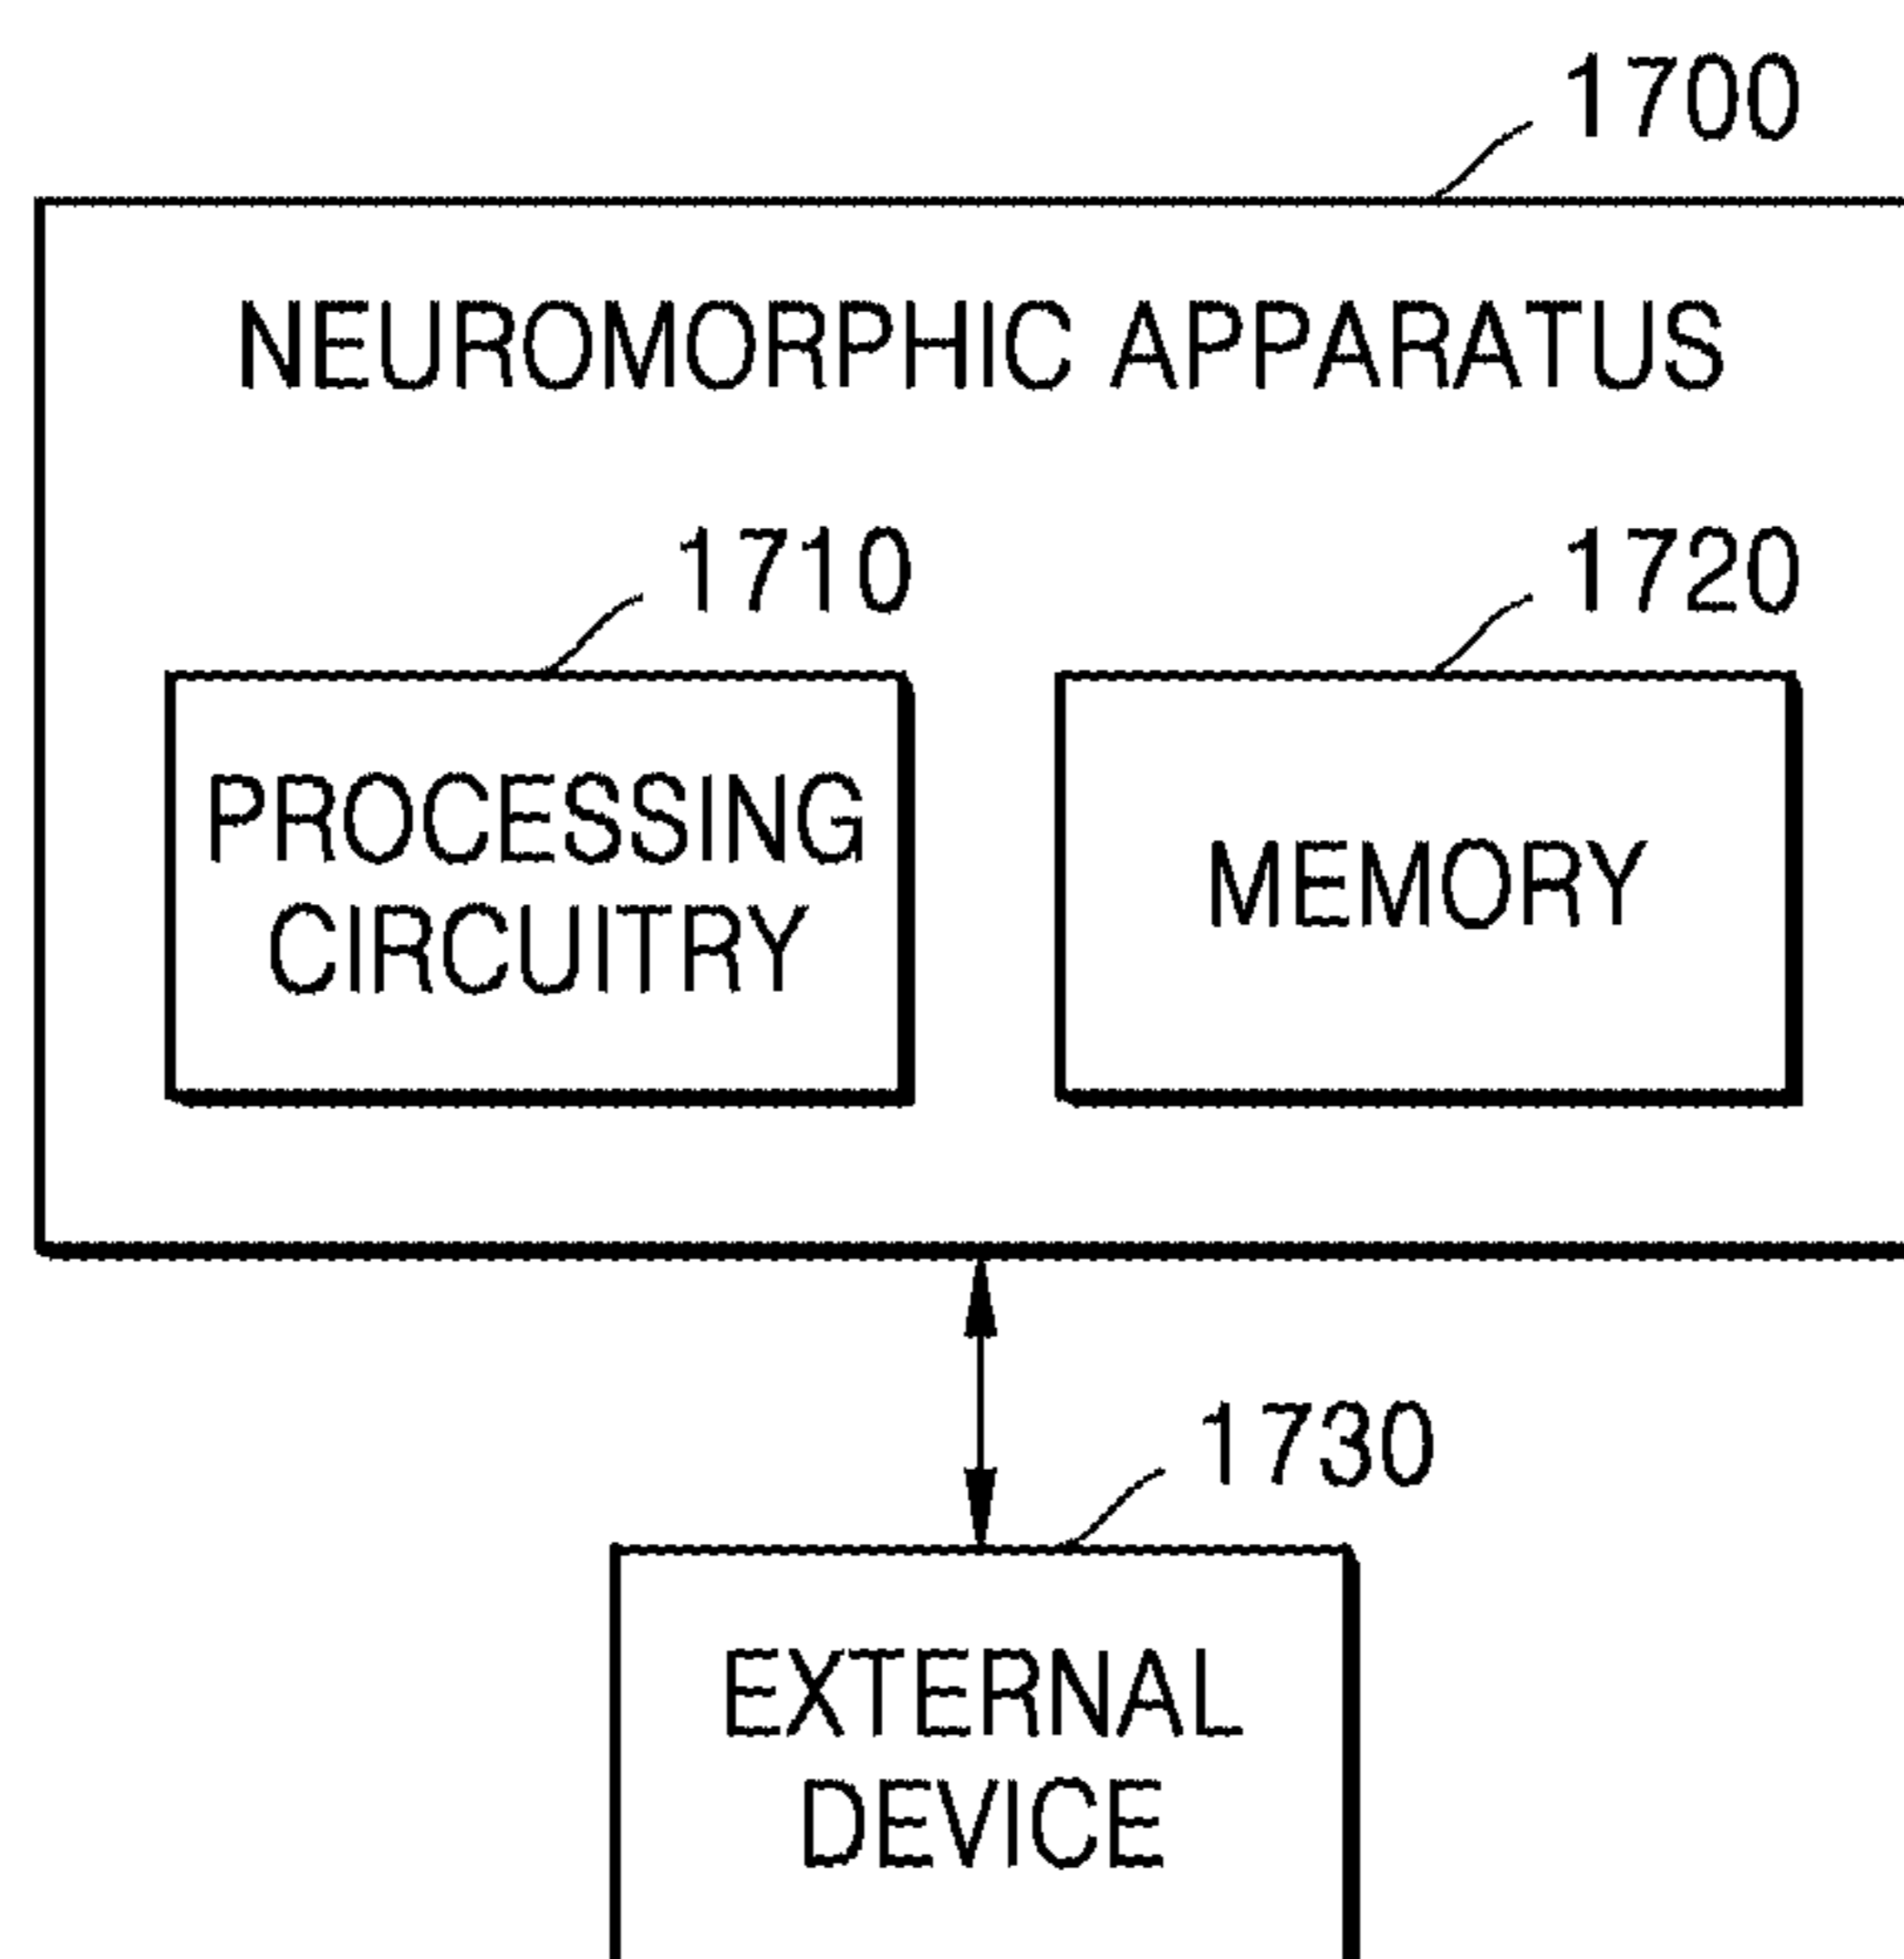 1700
NEUROMORPHIC APPARATUS
1710
1720
PROCESSING
CIRCUITRY
MEMORY
1730
EXTERNAL
DEVICE